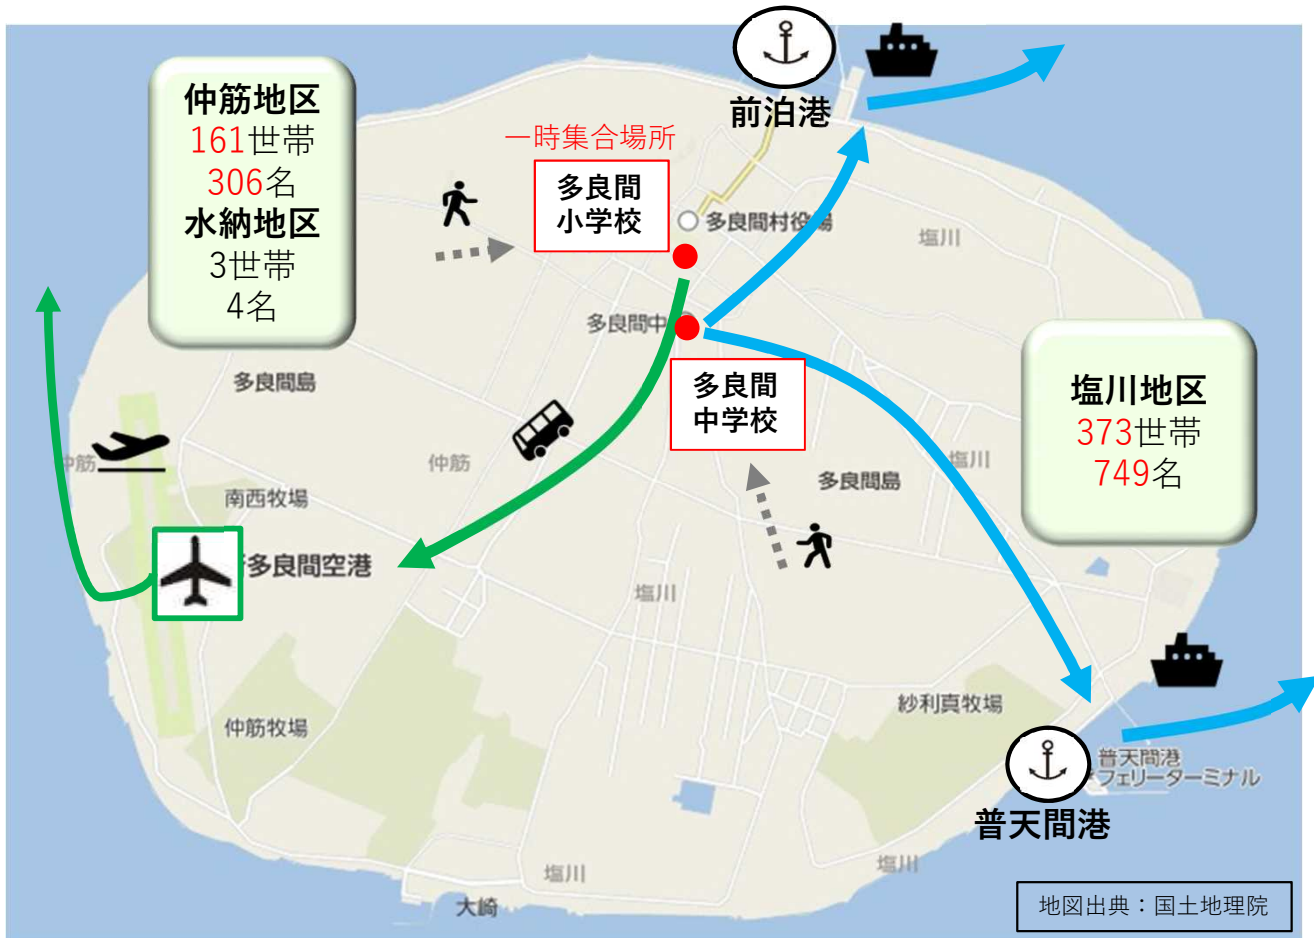 仲筋地区
161世帯
306名
水納地区
3世帯
4名
前泊港
一時集合場所
多良間
小学校
多良間村役場
塩川
多良間中
多良間島
多良間
中学校
塩川地区
373世帯
749名
仲筋
仲筋
塩川
多良間島
南西牧場
多良間空港
塩川
紗利真牧場
仲筋牧場
普天間港
フェリーターミナル
普天間港
塩川
塩川
大崎
地図出典：国土地理院